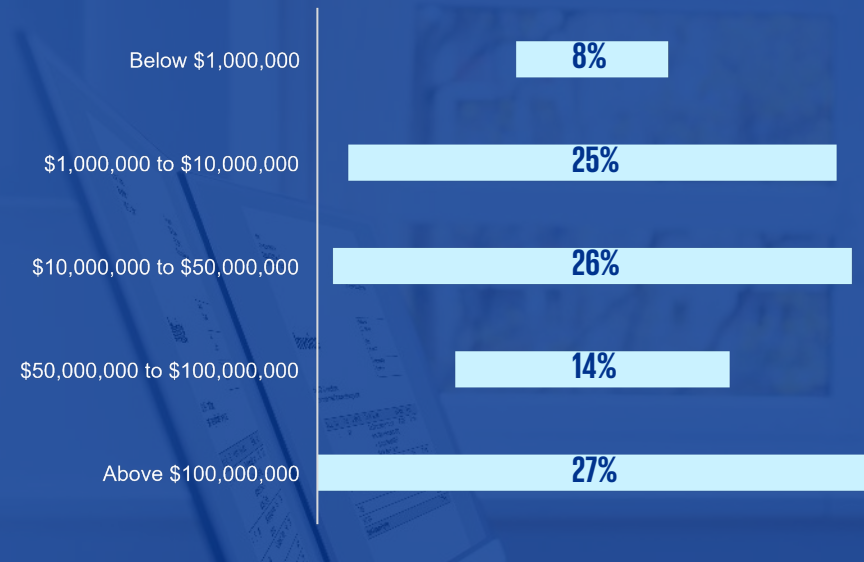 Below $1,000,000
8%
$1,000,000 to $10,000,000
25%
$10,000,000 to $50,000,000
26%
$50,000,000 to $100,000,000
14%
Above $100,000,000
27%